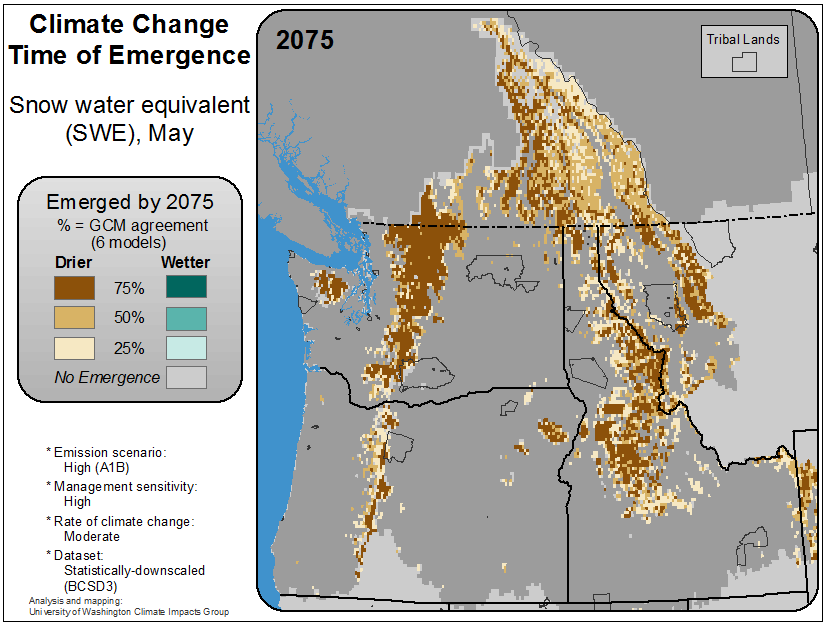 Climate Change
Time of Emergence
Snow water equivalent
(SWE), May
Emerged by 2075
% = GCM agreement
(6 models)
Drier
Wetter
75%
50%
25%
No Emergence
* Emission scenario:
High (A1B)
* Management sensitivity:
High
* Rate of climate change:
Moderate
* Dataset:
Statistically-downscaled
(BCSD3)
Analysis and mapping:
University of Washington Climate Impacts Group
2075
Tribal Lands